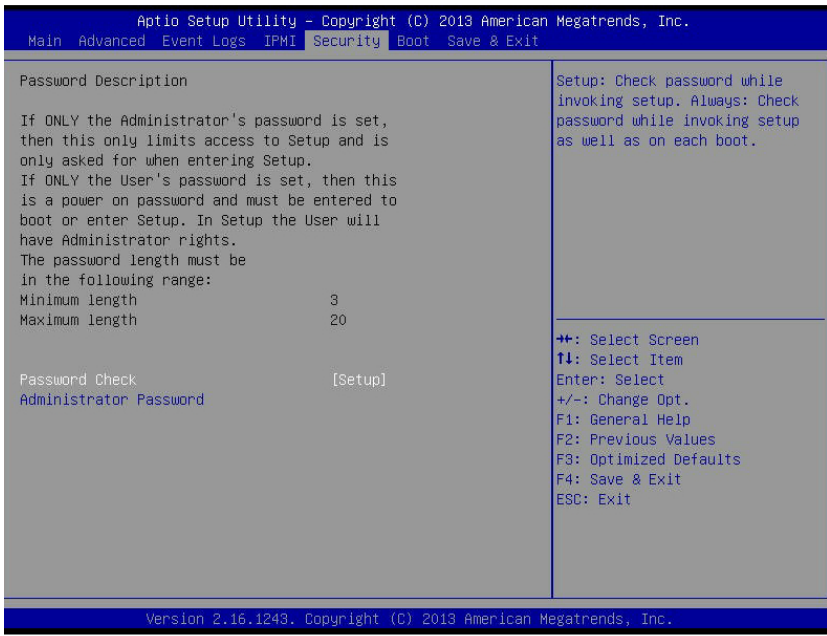 Aptio Setup Utility – Copyright (C) 2013 American Megatrends, Inc.
Main Advanced Event Logs IPMI Security Boot Save & Exit
Password Description
If ONLY the Administrator's password is set,
then this only limits access to Setup and is
only asked for when entering Setup.
If ONLY the User's password is set, then this
is a power on password and must be entered to
boot or enter Setup. In Setup the User will
have Administrator rights.
The password length must be
in the following range:
Minimum length 3
Maximum length 20
Password Check [Setup]
Administrator Password
Setup: Check password while
invoking setup. Always: Check
password while invoking setup
as well as on each boot.
→←: Select Screen
↑↓: Select Item
Enter: Select
+/-: Change Opt.
F1: General Help
F2: Previous Values
F3: Optimized Defaults
F4: Save & Exit
ESC: Exit
Version 2.16.1243. Copyright (C) 2013 American Megatrends, Inc.